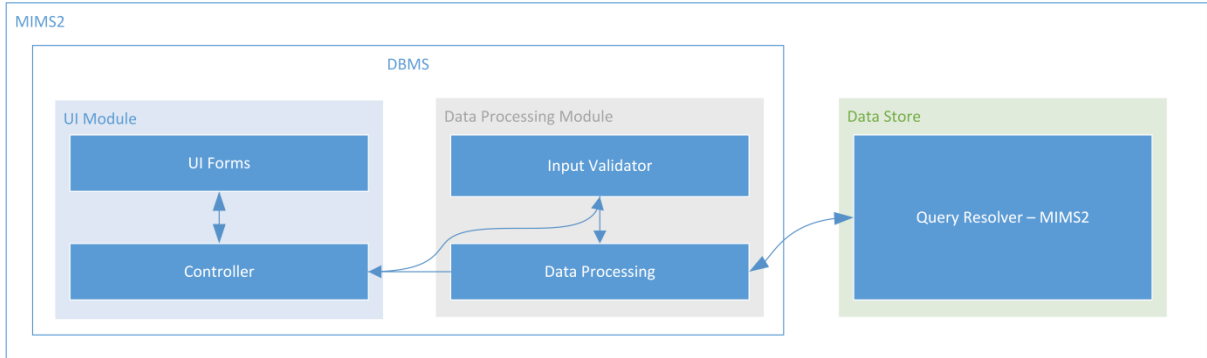 MIMS2
DBMS
UI Module
UI Forms
Controller
Data Processing Module
Input Validator
Data Processing
Data Store
Query Resolver – MIMS2